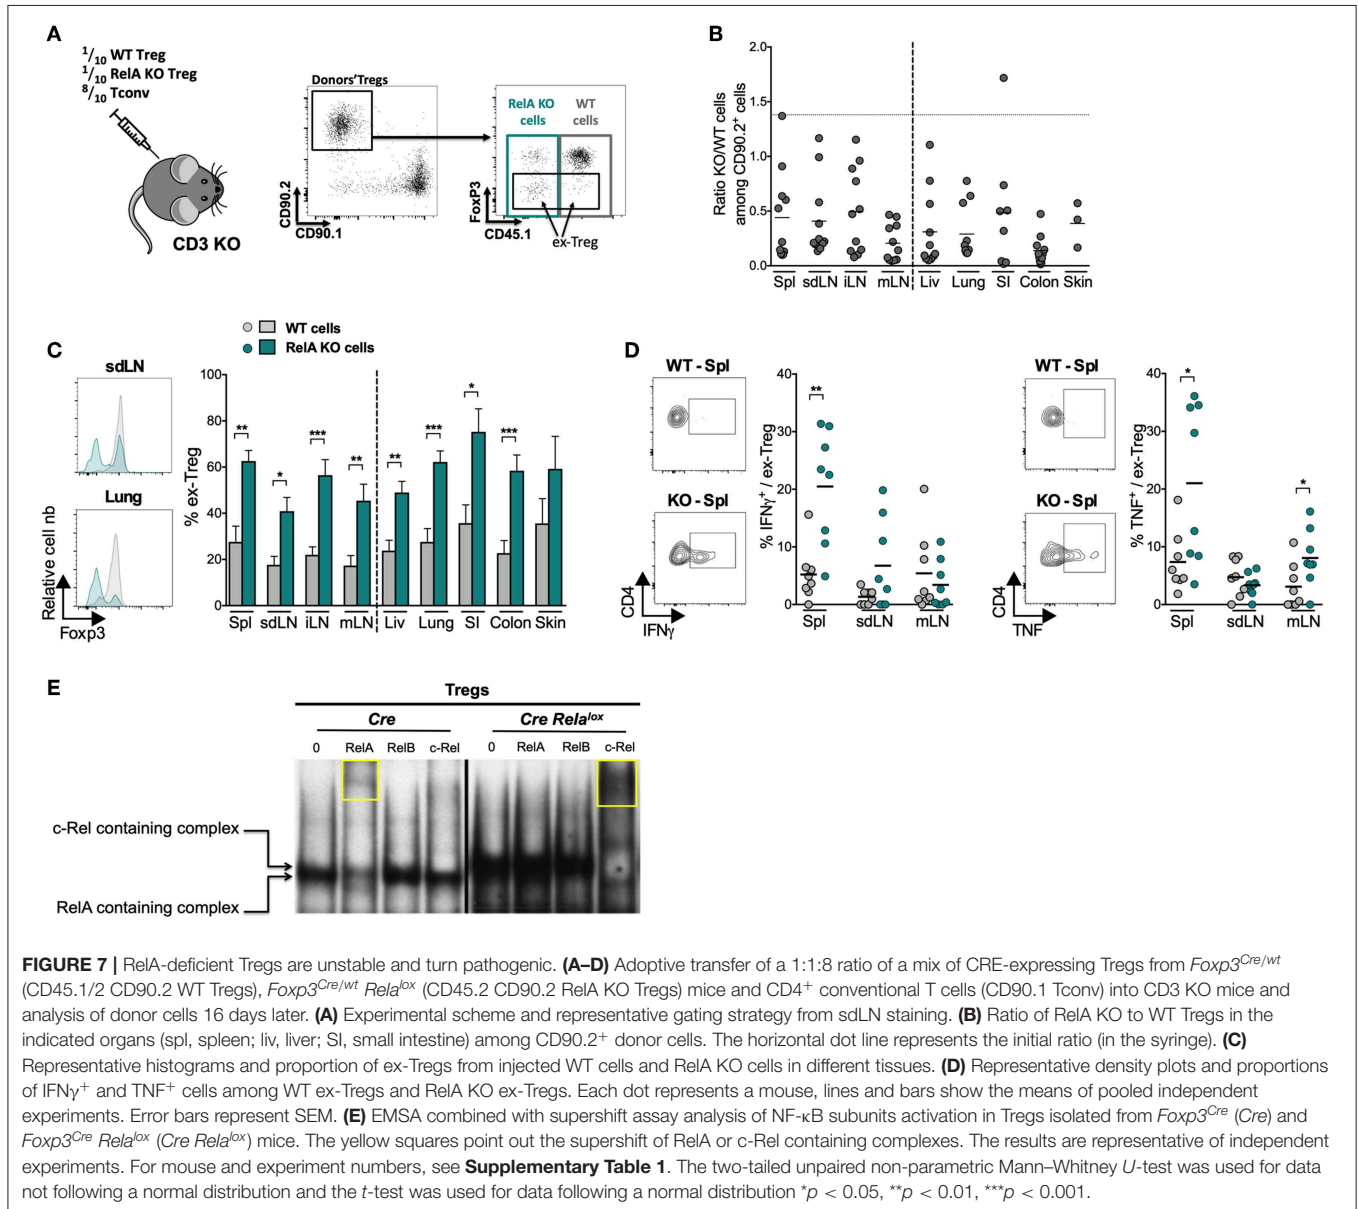 A
1/10 WT Treg
1/10 RelA KO Treg
8/10 Tconv
CD3 KO
Donors'Tregs
CD90.2
CD90.1
RelA KO cells
WT cells
FoxP3
CD45.1
ex-Treg
B
Ratio KO/WT cells
among CD90.2+ cells
2.0
1.5
1.0
0.5
0.0
Spl sdLN iLN mLN Liv Lung SI Colon Skin
C
WT cells
RelA KO cells
sdLN
Lung
Relative cell nb
Foxp3
% ex-Treg
100
80
60
40
20
0
** * *** ** ** *** * ***
Spl sdLN iLN mLN Liv Lung SI Colon Skin
D
WT - Spl
KO - Spl
CD4
IFNγ
% IFNγ+ / ex-Treg
40
30
20
10
0
**
Spl sdLN mLN
WT - Spl
KO - Spl
CD4
TNF
% TNF+ / ex-Treg
40
30
20
10
0
* *
Spl sdLN mLN
E
Tregs
Cre Cre Relalox
0 RelA RelB c-Rel 0 RelA RelB c-Rel
c-Rel containing complex
RelA containing complex
FIGURE 7 | RelA-deficient Tregs are unstable and turn pathogenic. (A–D) Adoptive transfer of a 1:1:8 ratio of a mix of CRE-expressing Tregs from Foxp3Cre/wt
(CD45.1/2 CD90.2 WT Tregs), Foxp3Cre/wt Relalox (CD45.2 CD90.2 RelA KO Tregs) mice and CD4+ conventional T cells (CD90.1 Tconv) into CD3 KO mice and
analysis of donor cells 16 days later. (A) Experimental scheme and representative gating strategy from sdLN staining. (B) Ratio of RelA KO to WT Tregs in the
indicated organs (spl, spleen; liv, liver; SI, small intestine) among CD90.2+ donor cells. The horizontal dot line represents the initial ratio (in the syringe). (C)
Representative histograms and proportion of ex-Tregs from injected WT cells and RelA KO cells in different tissues. (D) Representative density plots and proportions
of IFNγ+ and TNF+ cells among WT ex-Tregs and RelA KO ex-Tregs. Each dot represents a mouse, lines and bars show the means of pooled independent
experiments. Error bars represent SEM. (E) EMSA combined with supershift assay analysis of NF-κB subunits activation in Tregs isolated from Foxp3Cre (Cre) and
Foxp3Cre Relalox (Cre Relalox) mice. The yellow squares point out the supershift of RelA or c-Rel containing complexes. The results are representative of independent
experiments. For mouse and experiment numbers, see Supplementary Table 1. The two-tailed unpaired non-parametric Mann–Whitney U-test was used for data
not following a normal distribution and the t-test was used for data following a normal distribution *p < 0.05, **p < 0.01, ***p < 0.001.